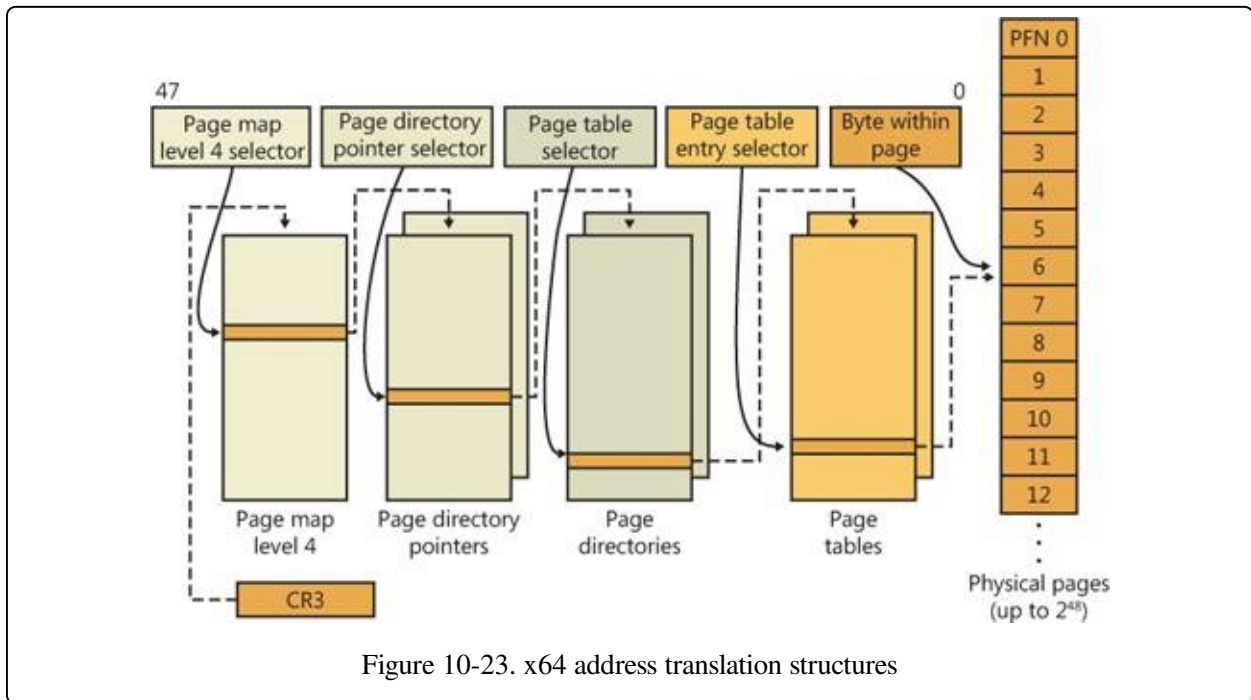 47
0
Page map
level 4 selector
Page directory
pointer selector
Page table
selector
Page table
entry selector
Byte within
page
PFN 0
1
2
3
4
5
6
7
8
9
10
11
12
Page map
level 4
Page directory
pointers
Page
directories
Page
tables
CR3
Physical pages
(up to 2⁴⁸)
Figure 10-23. x64 address translation structures